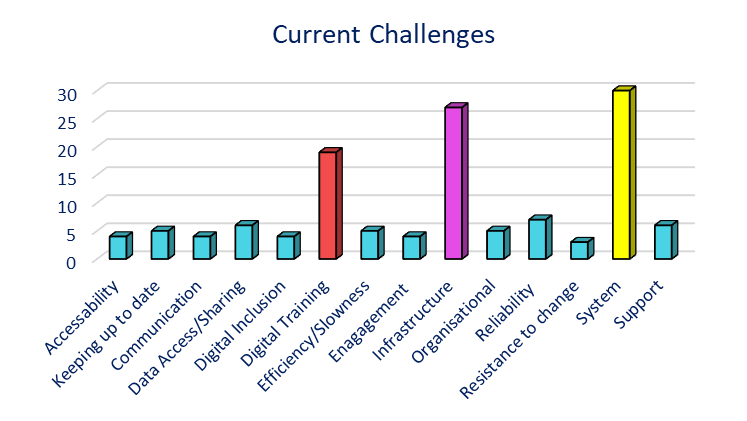 Current Challenges
30
25
20
15
10
5
0
Accessability
Keeping up to date
Communication
Data Access/Sharing
Digital Inclusion
Digital Training
Efficiency/Slowness
Enagagement
Infrastructure
Organisational
Reliability
Resistance to change
System
Support